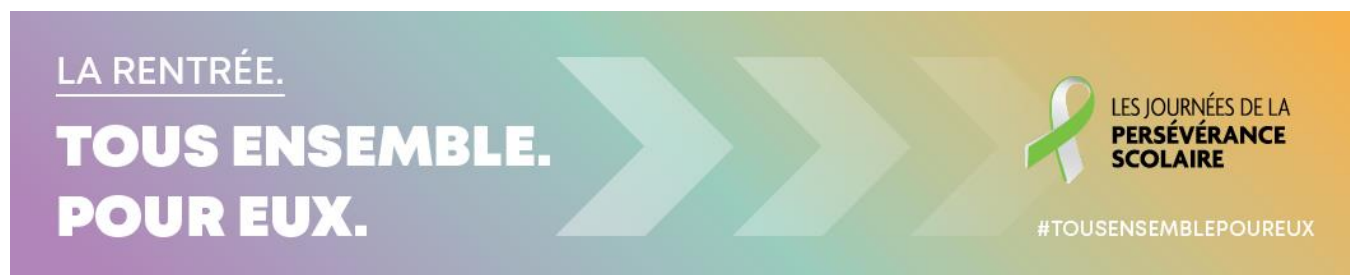 LA RENTRÉE.
TOUS ENSEMBLE.
POUR EUX.
LES JOURNÉES DE LA
PERSÉVÉRANCE
SCOLAIRE
#TOUSENSEMBLEPOUREUX